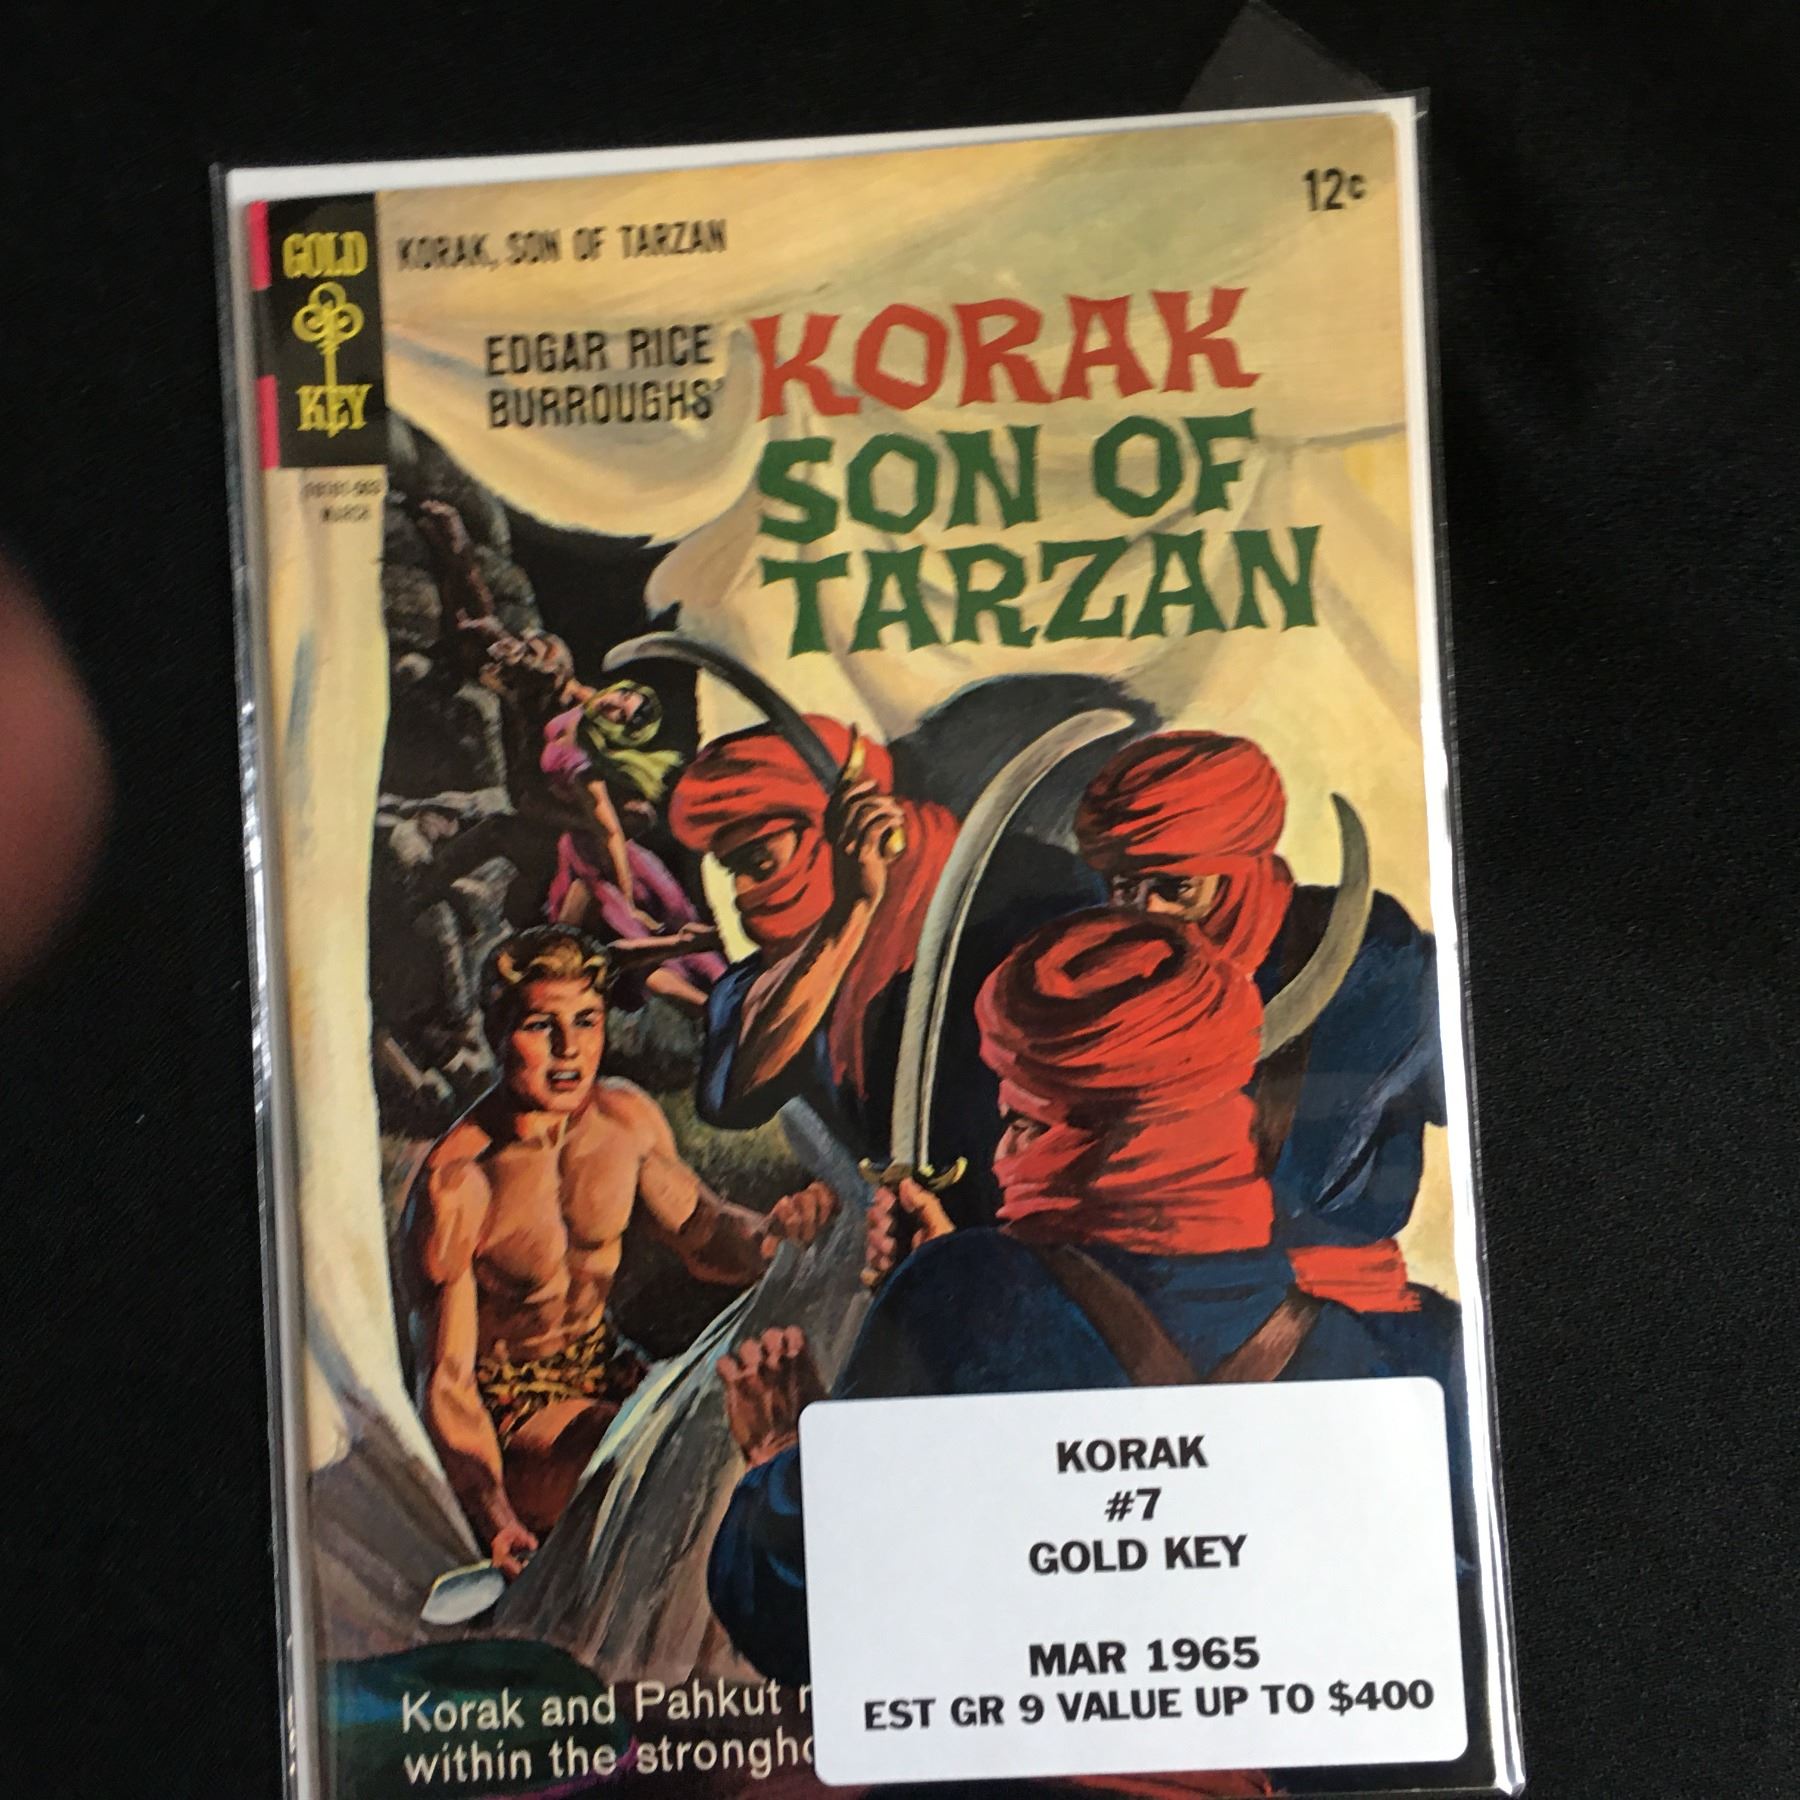 GOLD
KEY
KORAK, SON OF TARZAN
12¢
EDGAR RICE
BURROUGHS'
KORAK
SON OF
TARZAN
MARCH
Korak and Pahkut
within the
KORAK
#7
GOLD KEY
MAR 1965
EST GR 9 VALUE UP TO $400